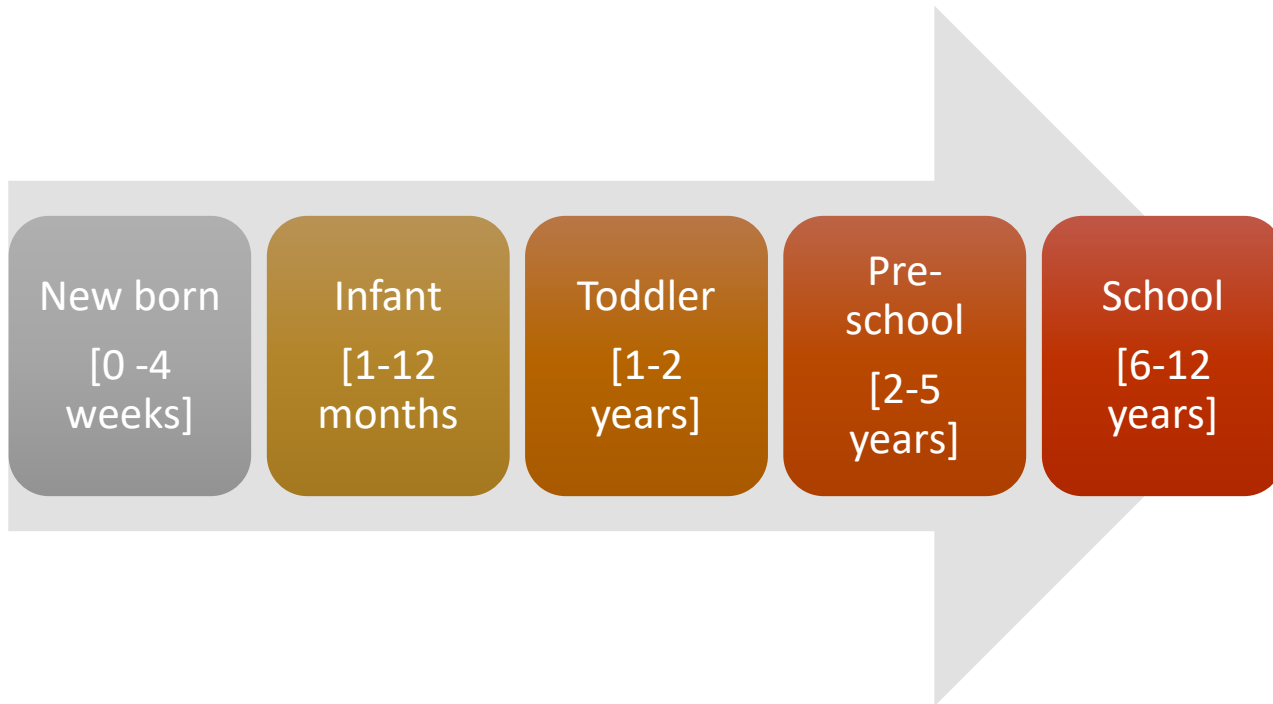 New born
[0 -4
weeks]
Infant
[1-12
months
Toddler
[1-2
years]
Pre-
school
[2-5
years]
School
[6-12
years]